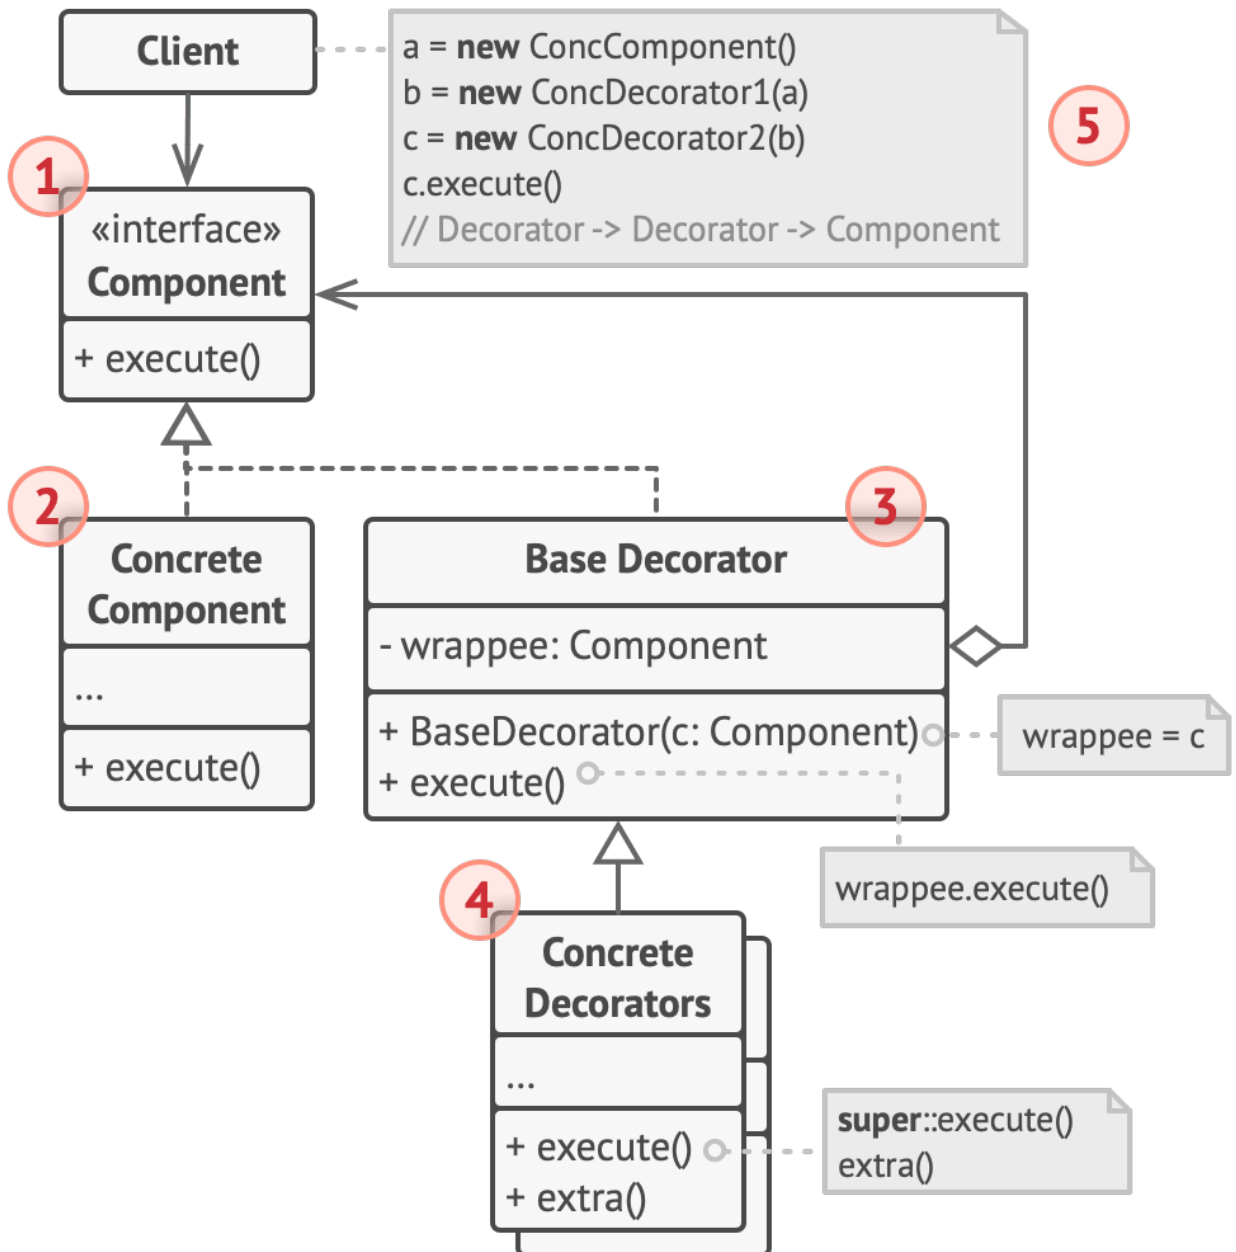 Client
a = new ConcComponent()
b = new ConcDecorator1(a)
c = new ConcDecorator2(b)
c.execute()
// Decorator -> Decorator -> Component
5
1
«interface»
Component
+ execute()
2
Concrete
Component
...
+ execute()
3
Base Decorator
- wrappee: Component
+ BaseDecorator(c: Component)
+ execute()
wrappee = c
wrappee.execute()
4
Concrete
Decorators
...
+ execute()
+ extra()
super::execute()
extra()